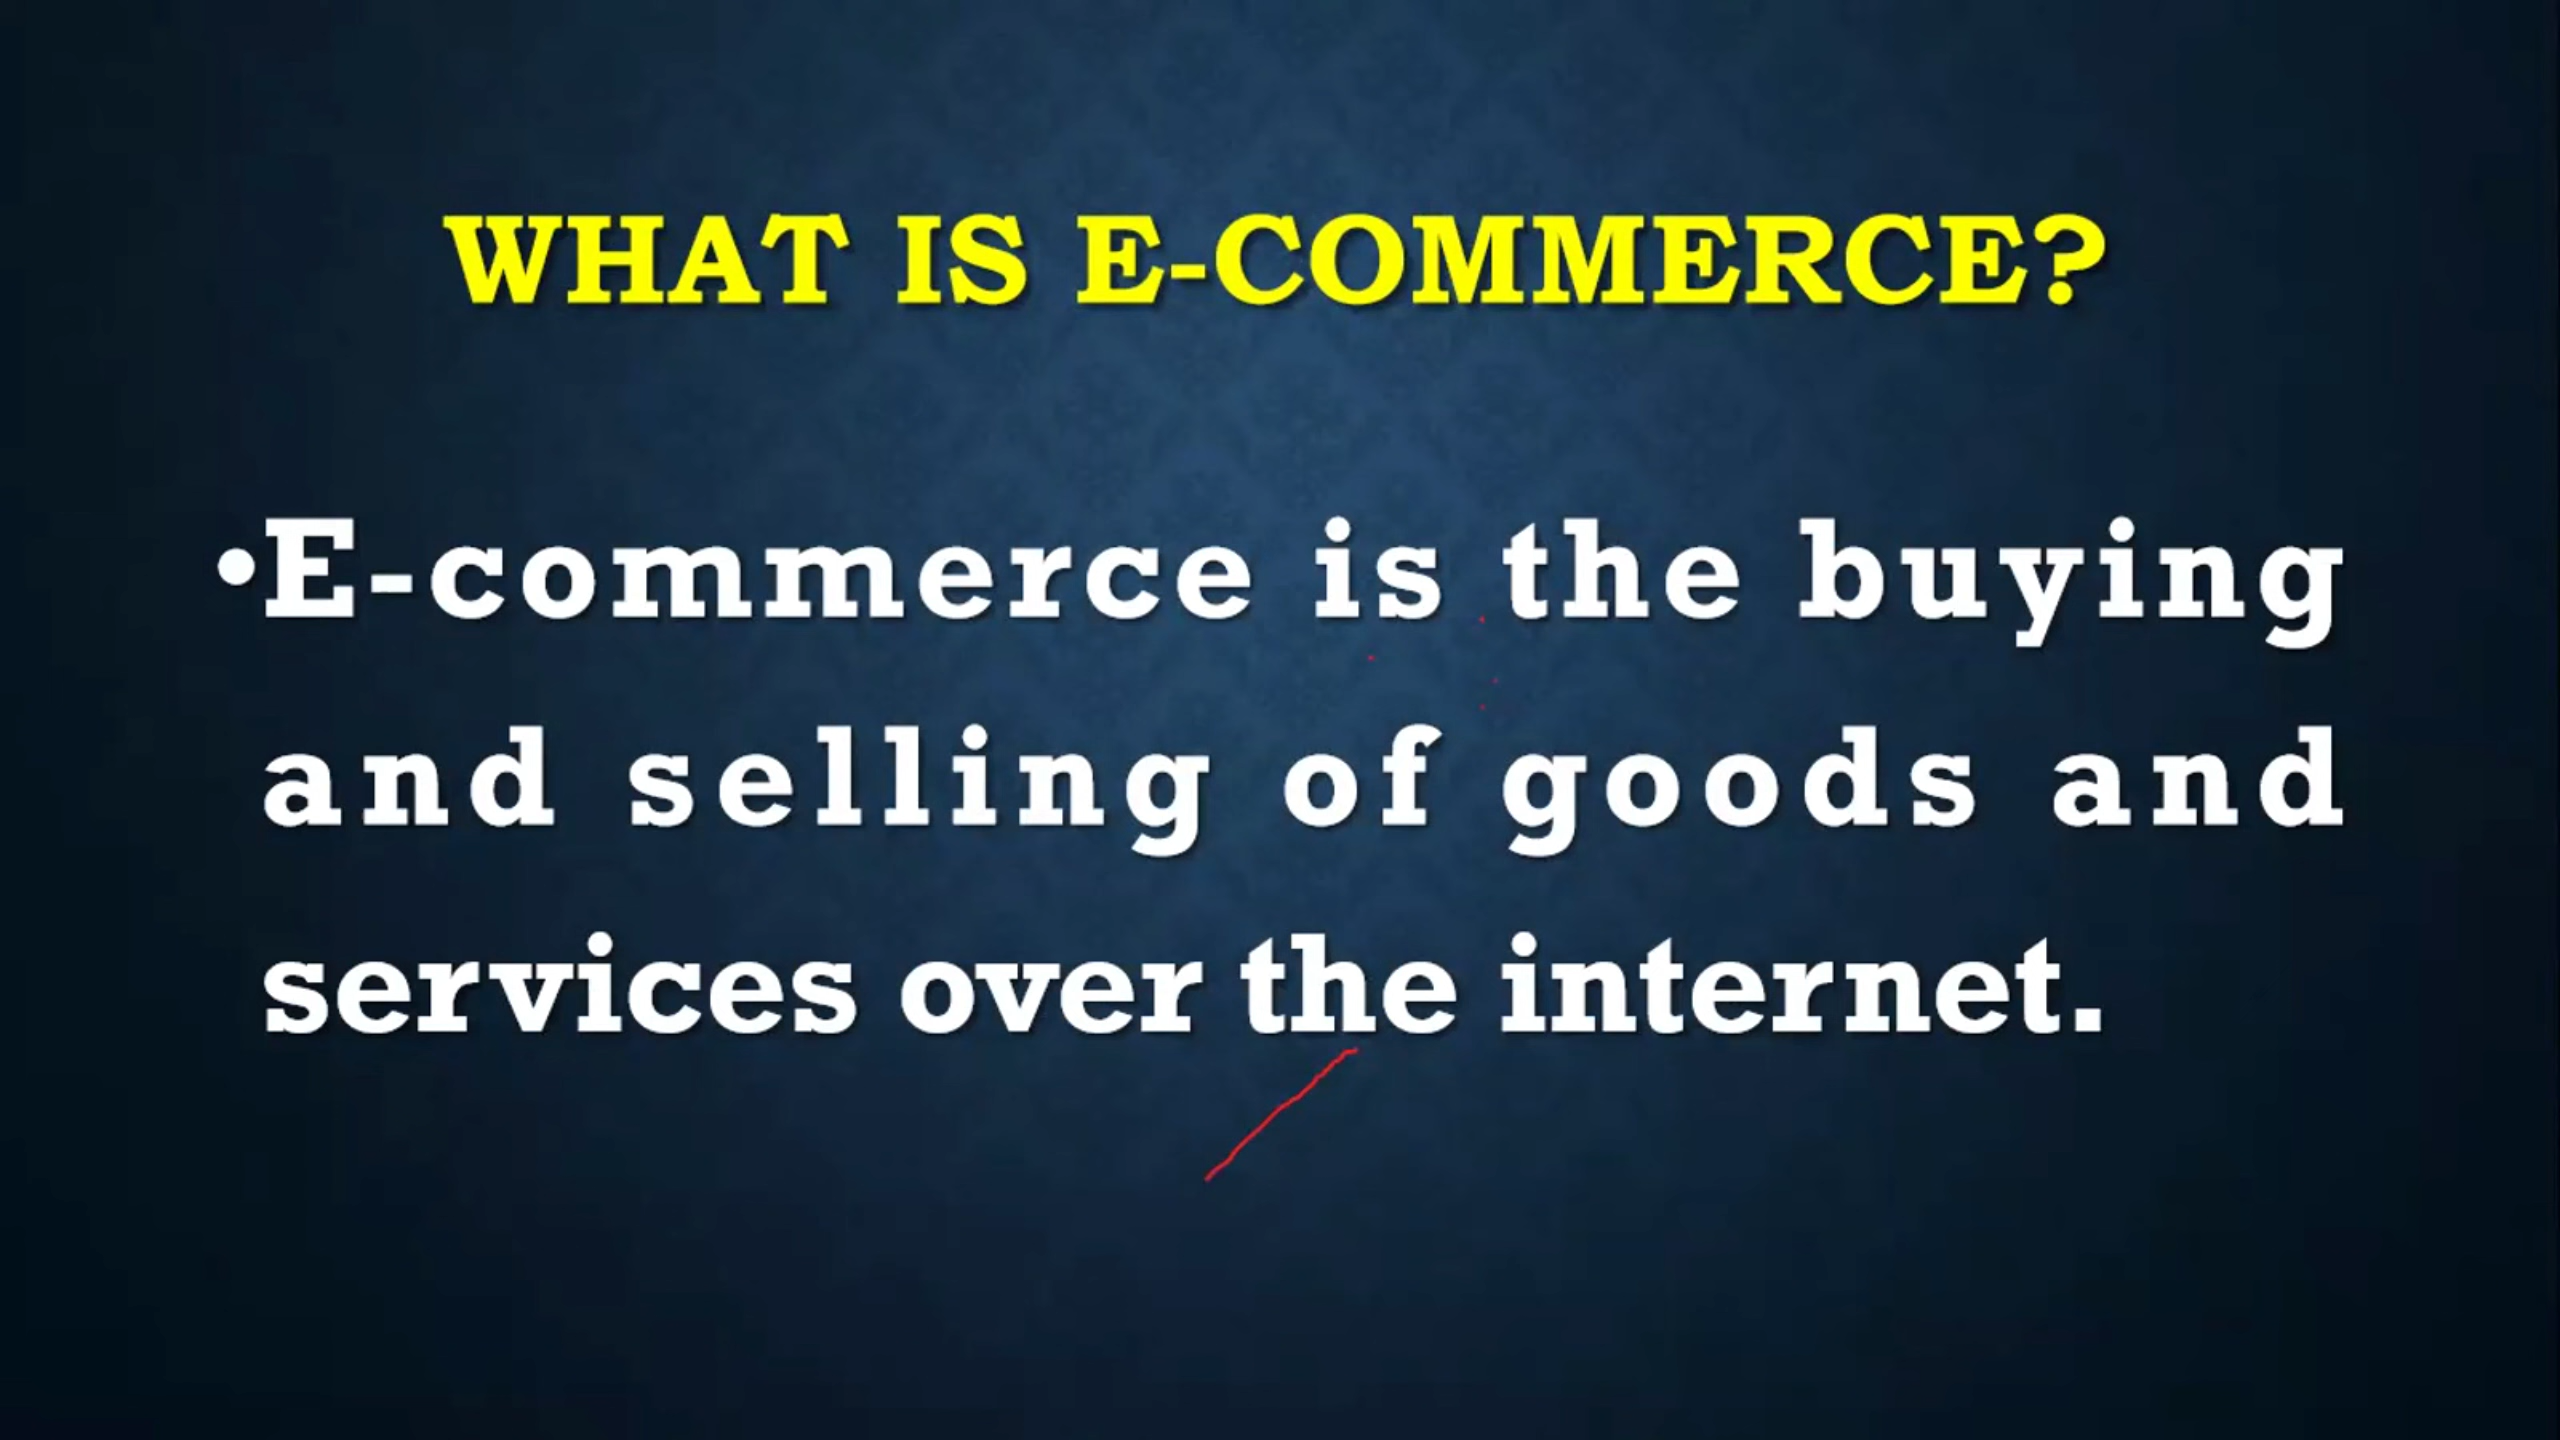 WHAT IS E-COMMERCE?
•E-commerce is the buying
and selling of goods and
services over the internet.